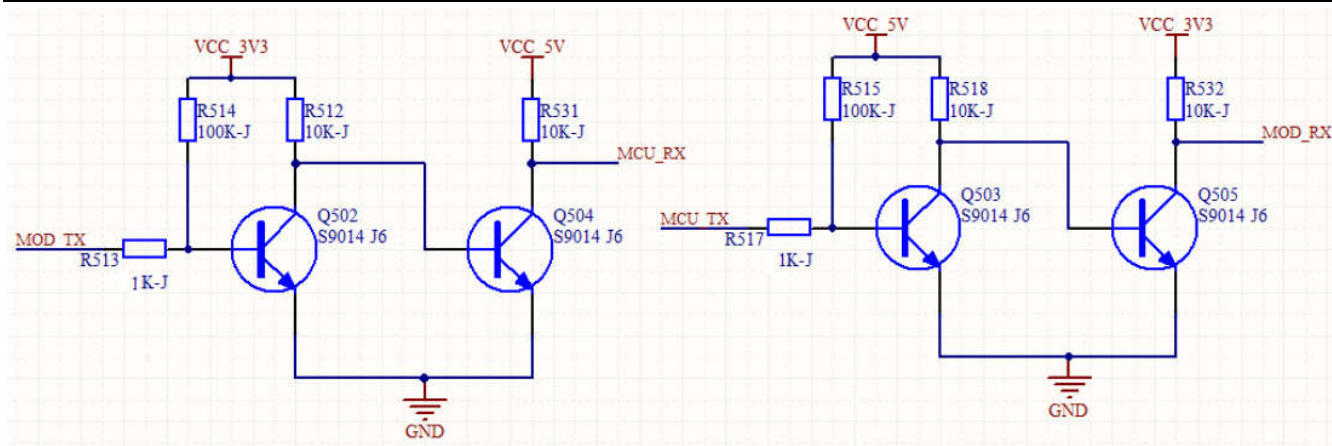 VCC_3V3
R514
100K-J
R512
10K-J
VCC_5V
R531
10K-J
MCU_RX
Q502
S9014 J6
Q504
S9014 J6
MOD_TX
R513
1K-J
GND
VCC_5V
R515
100K-J
R518
10K-J
VCC_3V3
R532
10K-J
MOD_RX
Q503
S9014 J6
Q505
S9014 J6
MCU_TX
R517
1K-J
GND